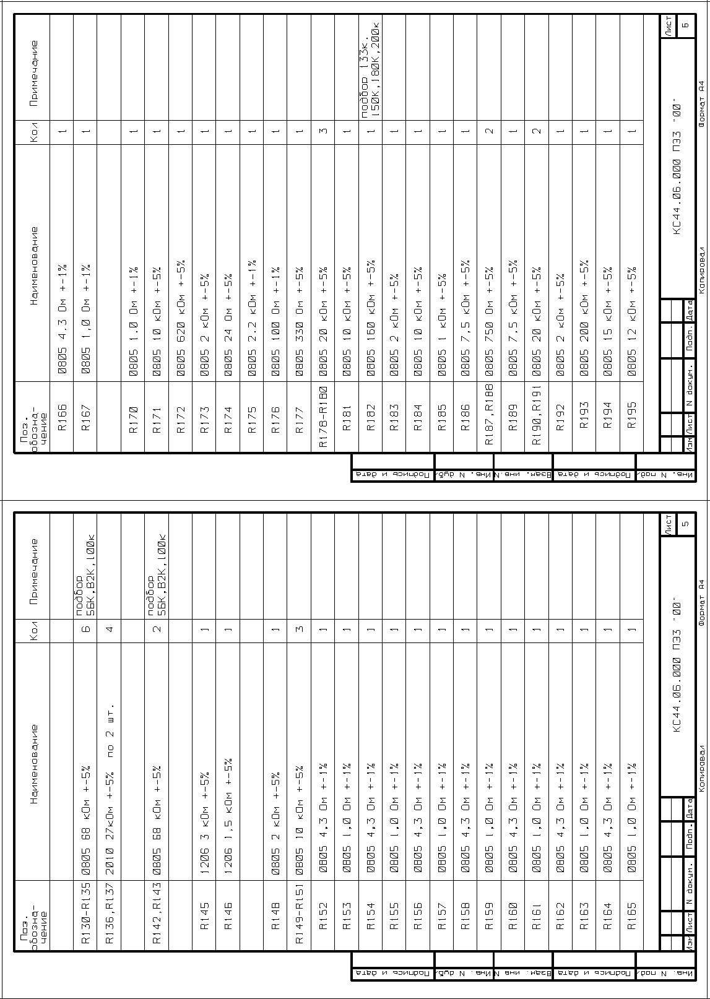 Поз. обозна- чение Наименование Кол Примечание
подбор
R130-R135 0805 68 кОм +-5% 6 56К,82К,100к
R136,R137 2010 27кОм +-5% по 2 шт. 4
подбор
R142,R143 0805 68 кОм +-5% 2 56К,82К,100к
R145 1206 3 кОм +-5% 1
R146 1206 1,5 кОм +-5% 1
R148 0805 2 кОм +-5% 1
R149-R151 0805 10 кОм +-5% 3
R152 0805 4,3 Ом +-1% 1
R153 0805 1,0 Ом +-1% 1
R154 0805 4,3 Ом +-1% 1
R155 0805 1,0 Ом +-1% 1
R156 0805 4,3 Ом +-1% 1
R157 0805 1,0 Ом +-1% 1
R158 0805 4,3 Ом +-1% 1
R159 0805 1,0 Ом +-1% 1
R160 0805 4,3 Ом +-1% 1
R161 0805 1,0 Ом +-1% 1
R162 0805 4,3 Ом +-1% 1
R163 0805 1,0 Ом +-1% 1
R164 0805 4,3 Ом +-1% 1
R165 0805 1,0 Ом +-1% 1
КС44.06.000 ПЭ3 "00" Лист 5
Изм Лист N докум. Подп. Дата
Копировал Формат А4
Подпись и дата
Инв. N дубл
Взам. инв N
Подпись и дата
Инв. N подл
Поз. обозна- чение Наименование Кол Примечание
R166 0805 4.3 Ом +-1% 1
R167 0805 1,0 Ом +-1% 1
R170 0805 1.0 Ом +-1% 1
R171 0805 10 кОм +-5% 1
R172 0805 620 кОм +-5% 1
R173 0805 2 кОм +-5% 1
R174 0805 24 Ом +-5% 1
R175 0805 2.2 кОм +-1% 1
R176 0805 100 Ом +-1% 1
R177 0805 330 Ом +-5% 1
R178-R180 0805 20 кОм +-5% 3
R181 0805 10 кОм +-5% 1
подбор 133к.
R182 0805 160 кОм +-5% 1 150К,180К,200к
R183 0805 2 кОм +-5% 1
R184 0805 10 кОм +-5% 1
R185 0805 1 кОм +-5% 1
R186 0805 7,5 кОм +-5% 1
R187,R188 0805 750 Ом +-5% 2
R189 0805 7,5 кОм +-5% 1
R190,R191 0805 20 кОм +-5% 2
R192 0805 2 кОм +-5% 1
R193 0805 200 кОм +-5% 1
R194 0805 15 кОм +-5% 1
R195 0805 12 кОм +-5% 1
КС44.06.000 ПЭ3 "00" Лист 6
Изм Лист N докум. Подп. Дата
Копировал Формат А4
Подпись и дата
Инв. N дубл
Взам. инв.N
Подпись и дата
Инв. N подл